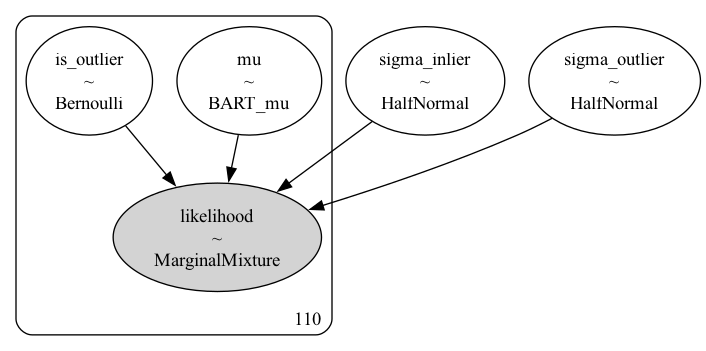 is_outlier
~
Bernoulli
mu
~
BART_mu
sigma_inlier
~
HalfNormal
sigma_outlier
~
HalfNormal
likelihood
~
MarginalMixture
110